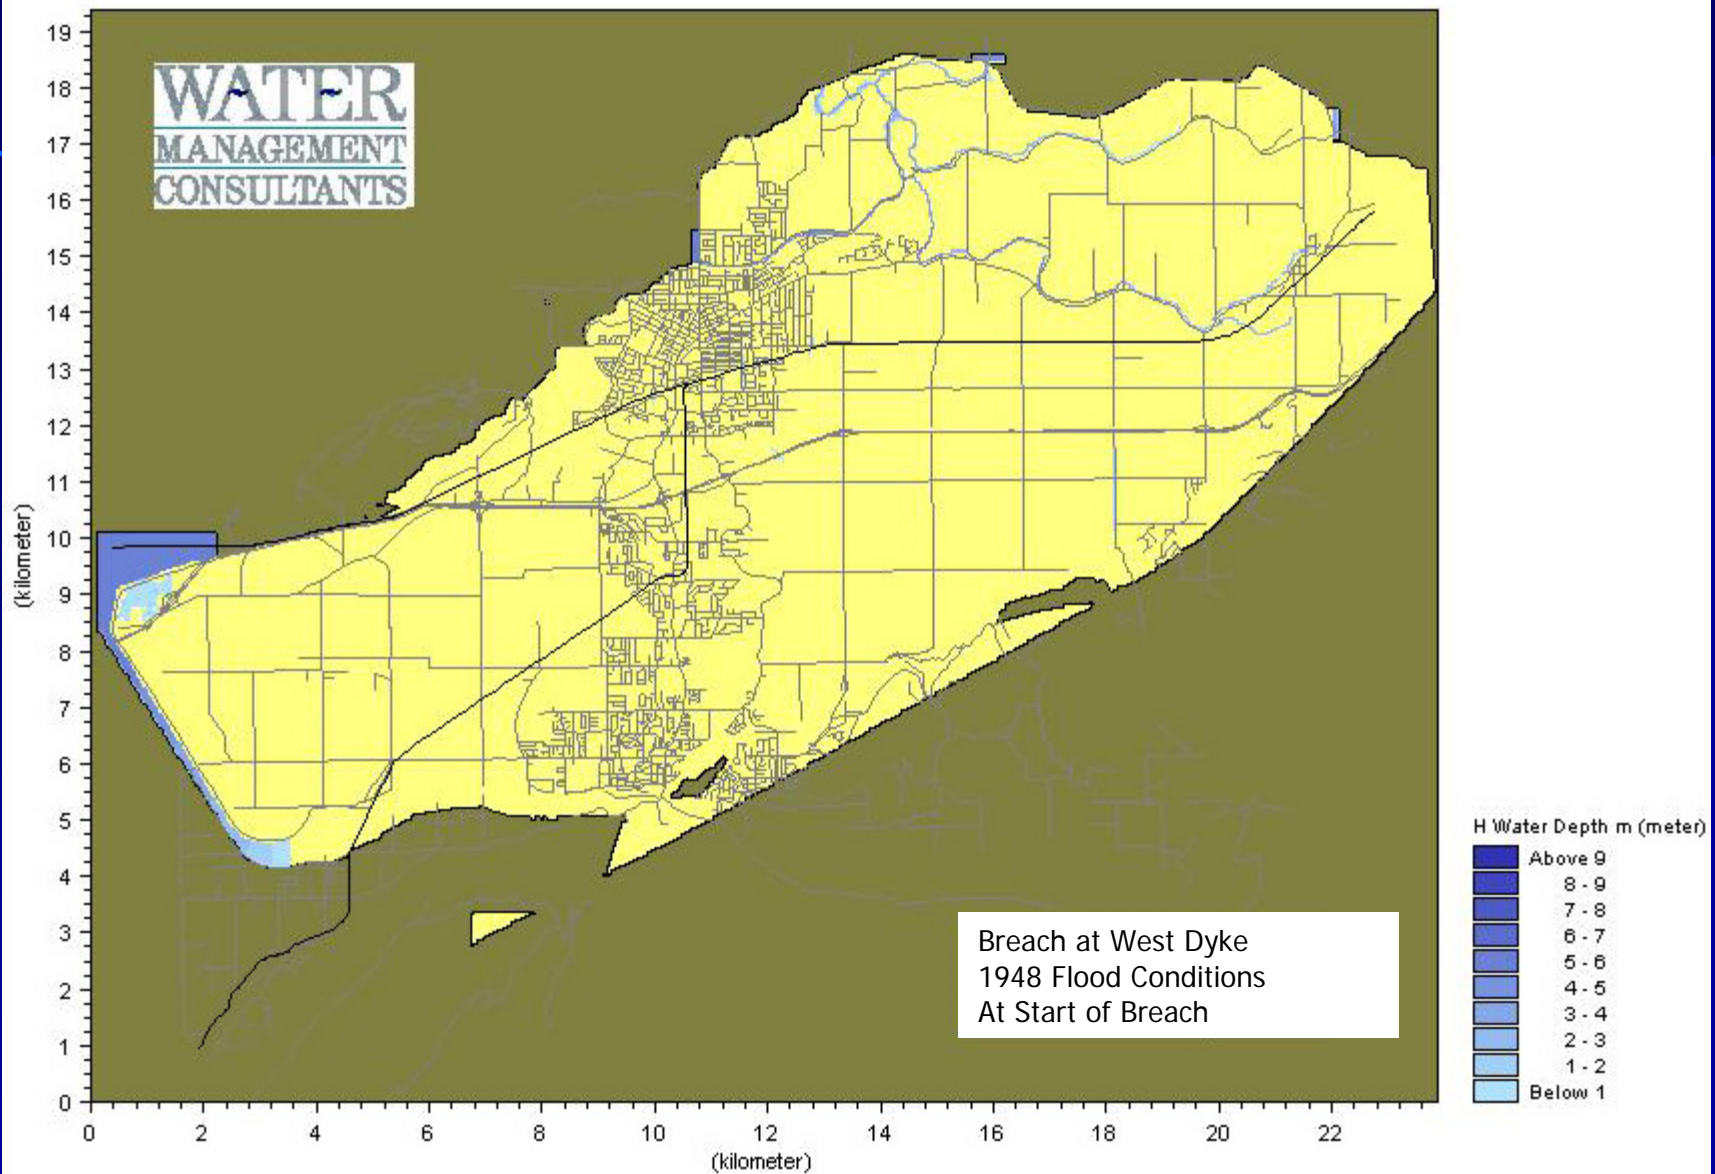 19
18
17
16
15
14
13
12
11
10
9
8
7
6
5
4
3
2
1
0
(kilometer)
WATER
MANAGEMENT
CONSULTANTS
Breach at West Dyke
1948 Flood Conditions
At Start of Breach
0 2 4 6 8 10 12 14 16 18 20 22
(kilometer)
H Water Depth m (meter)
Above 9
8 - 9
7 - 8
6 - 7
5 - 6
4 - 5
3 - 4
2 - 3
1 - 2
Below 1